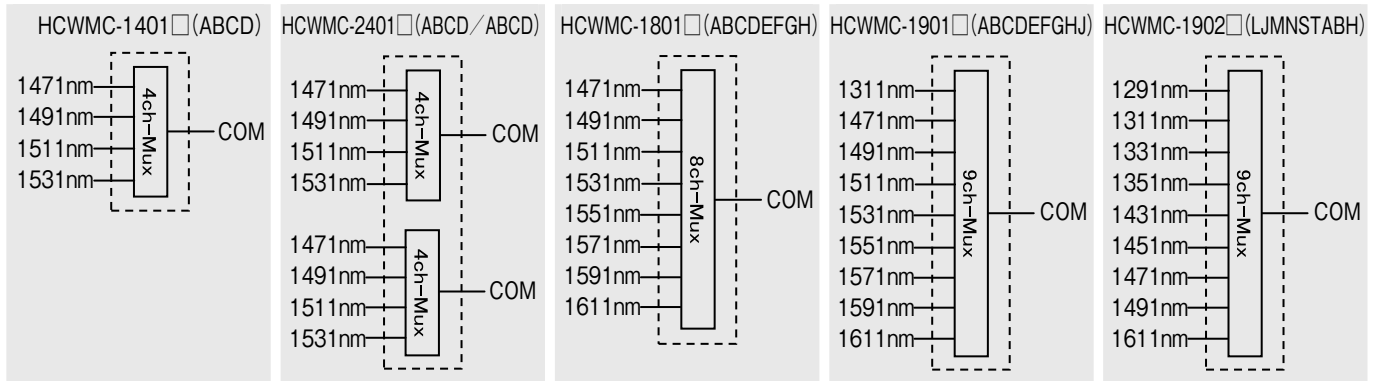 HCWMC-1401□(ABCD)
1471nm
1491nm
1511nm
1531nm
4ch-Mux
COM
HCWMC-2401□(ABCD/ABCD)
1471nm
1491nm
1511nm
1531nm
4ch-Mux
COM
1471nm
1491nm
1511nm
1531nm
4ch-Mux
COM
HCWMC-1801□(ABCDEFGH)
1471nm
1491nm
1511nm
1531nm
1551nm
1571nm
1591nm
1611nm
8ch-Mux
COM
HCWMC-1901□(ABCDEFGHJ)
1311nm
1471nm
1491nm
1511nm
1531nm
1551nm
1571nm
1591nm
1611nm
9ch-Mux
COM
HCWMC-1902□(LJMNSTABH)
1291nm
1311nm
1331nm
1351nm
1431nm
1451nm
1471nm
1491nm
1611nm
9ch-Mux
COM